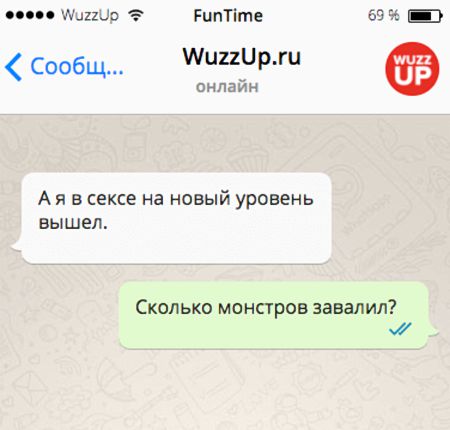 WuzzUp FunTime 69 %
Сообщ... WuzzUp.ru WUZZ
онлайн UP
А я в сексе на новый уровень
вышел.
Сколько монстров завалил?